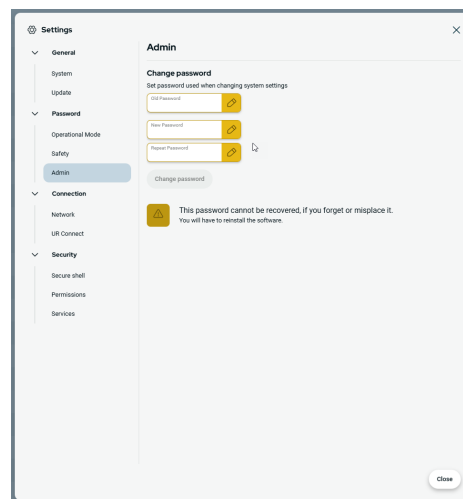 Settings
General
System
Update
Password
Operational Mode
Safety
Admin
Connection
Network
UR Connect
Security
Secure shell
Permissions
Services
Admin
Change password
Set password used when changing system settings
Old Password
New Password
Repeat Password
Change password
This password cannot be recovered, if you forget or misplace it.
You will have to reinstall the software.
Close